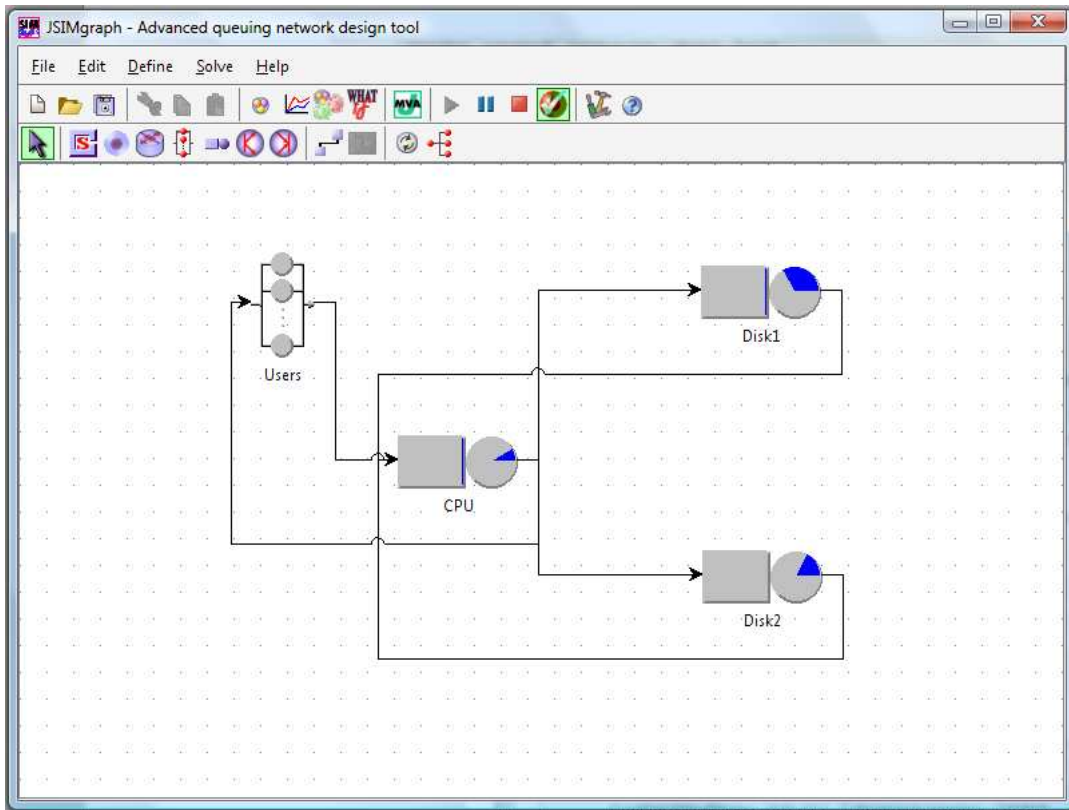 JSIMgraph - Advanced queuing network design tool
File Edit Define Solve Help
WHAT if MVA
S
Users
Disk1
CPU
Disk2